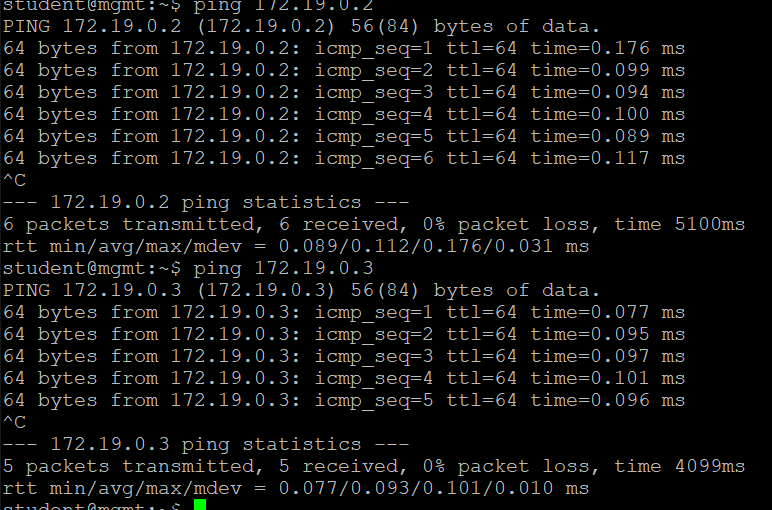 student@mgmt:~$ ping 172.19.0.2
PING 172.19.0.2 (172.19.0.2) 56(84) bytes of data.
64 bytes from 172.19.0.2: icmp_seq=1 ttl=64 time=0.176 ms
64 bytes from 172.19.0.2: icmp_seq=2 ttl=64 time=0.099 ms
64 bytes from 172.19.0.2: icmp_seq=3 ttl=64 time=0.094 ms
64 bytes from 172.19.0.2: icmp_seq=4 ttl=64 time=0.100 ms
64 bytes from 172.19.0.2: icmp_seq=5 ttl=64 time=0.089 ms
64 bytes from 172.19.0.2: icmp_seq=6 ttl=64 time=0.117 ms
^C
--- 172.19.0.2 ping statistics ---
6 packets transmitted, 6 received, 0% packet loss, time 5100ms
rtt min/avg/max/mdev = 0.089/0.112/0.176/0.031 ms
student@mgmt:~$ ping 172.19.0.3
PING 172.19.0.3 (172.19.0.3) 56(84) bytes of data.
64 bytes from 172.19.0.3: icmp_seq=1 ttl=64 time=0.077 ms
64 bytes from 172.19.0.3: icmp_seq=2 ttl=64 time=0.095 ms
64 bytes from 172.19.0.3: icmp_seq=3 ttl=64 time=0.097 ms
64 bytes from 172.19.0.3: icmp_seq=4 ttl=64 time=0.101 ms
64 bytes from 172.19.0.3: icmp_seq=5 ttl=64 time=0.096 ms
^C
--- 172.19.0.3 ping statistics ---
5 packets transmitted, 5 received, 0% packet loss, time 4099ms
rtt min/avg/max/mdev = 0.077/0.093/0.101/0.010 ms
student@mgmt:~$